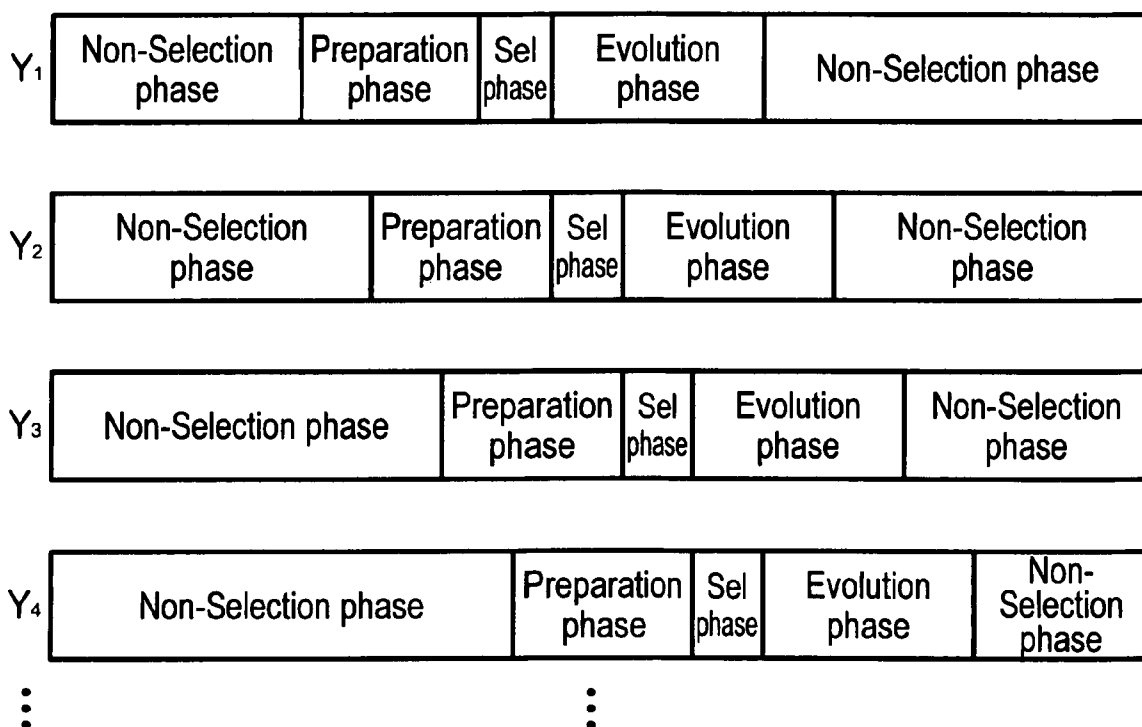 Y1
Non-Selection
phase
Preparation
phase
Sel
phase
Evolution
phase
Non-Selection phase
Y2
Non-Selection
phase
Preparation
phase
Sel
phase
Evolution
phase
Non-Selection
phase
Y3
Non-Selection phase
Preparation
phase
Sel
phase
Evolution
phase
Non-Selection
phase
Y4
Non-Selection phase
Preparation
phase
Sel
phase
Evolution
phase
Non-
Selection
phase